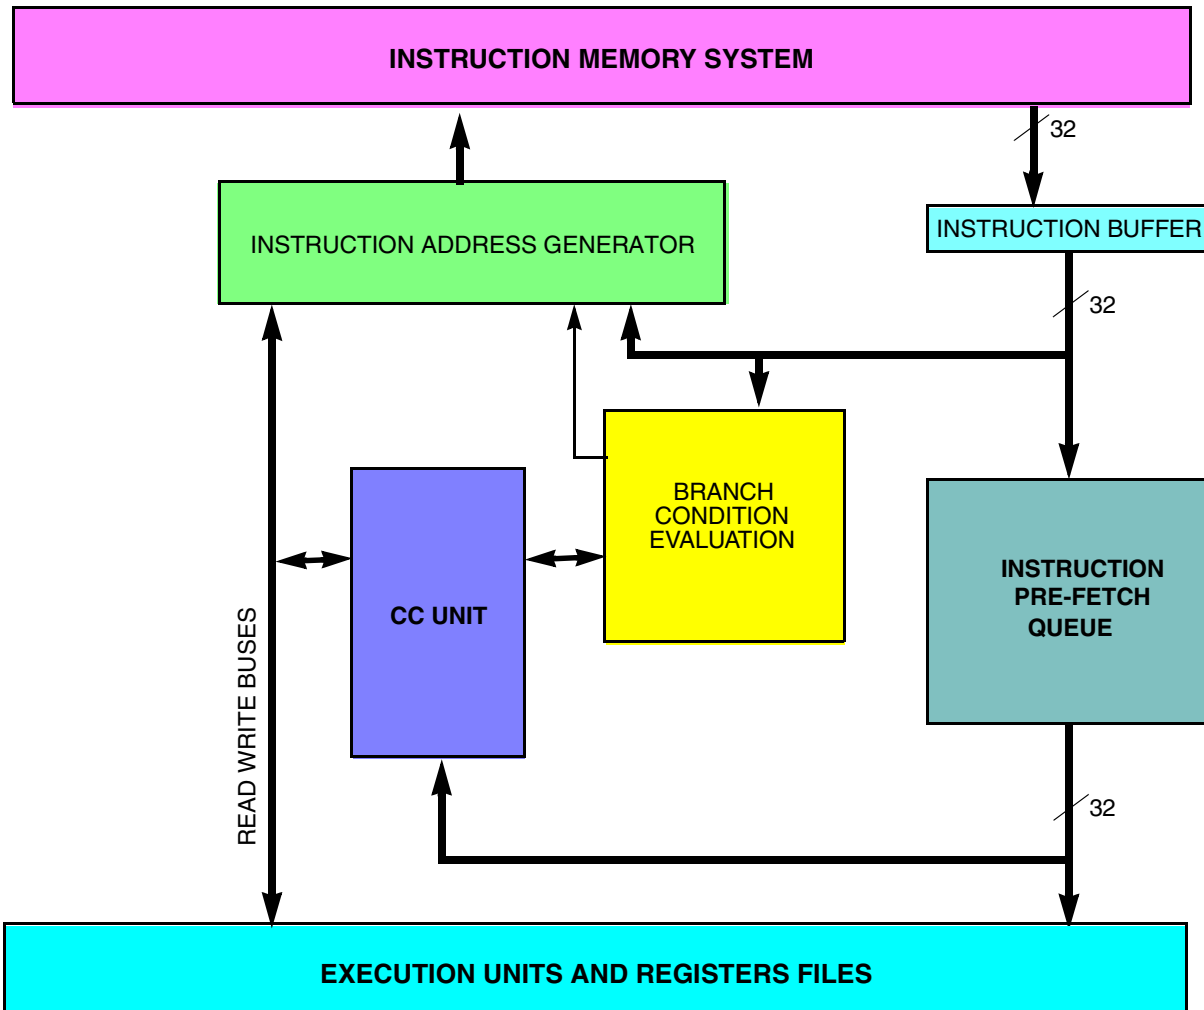 INSTRUCTION MEMORY SYSTEM
32
INSTRUCTION BUFFER
INSTRUCTION ADDRESS GENERATOR
32
BRANCH
CONDITION
EVALUATION
INSTRUCTION
PRE-FETCH
QUEUE
CC UNIT
READ WRITE BUSES
32
EXECUTION UNITS AND REGISTERS FILES